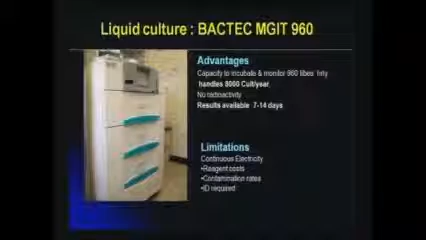 Liquid culture : BACTEC MGIT 960
Advantages
Capacity to incubate & monitor 960
handles 8000 Cult/year,
No radioactivity
Results available 7-14 days
Limitations
Continuous Electricity
•Reagent costs
•Contamination rates
•ID required